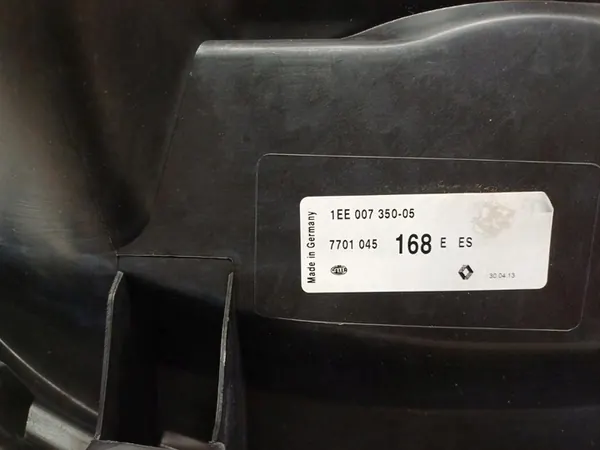 Made in Germany
1EE 007 350-05
7701 045 168 E ES
30.04.13